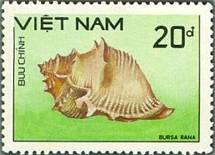 VIỆT NAM
BƯU CHÍNH
20đ
BURSA RANA